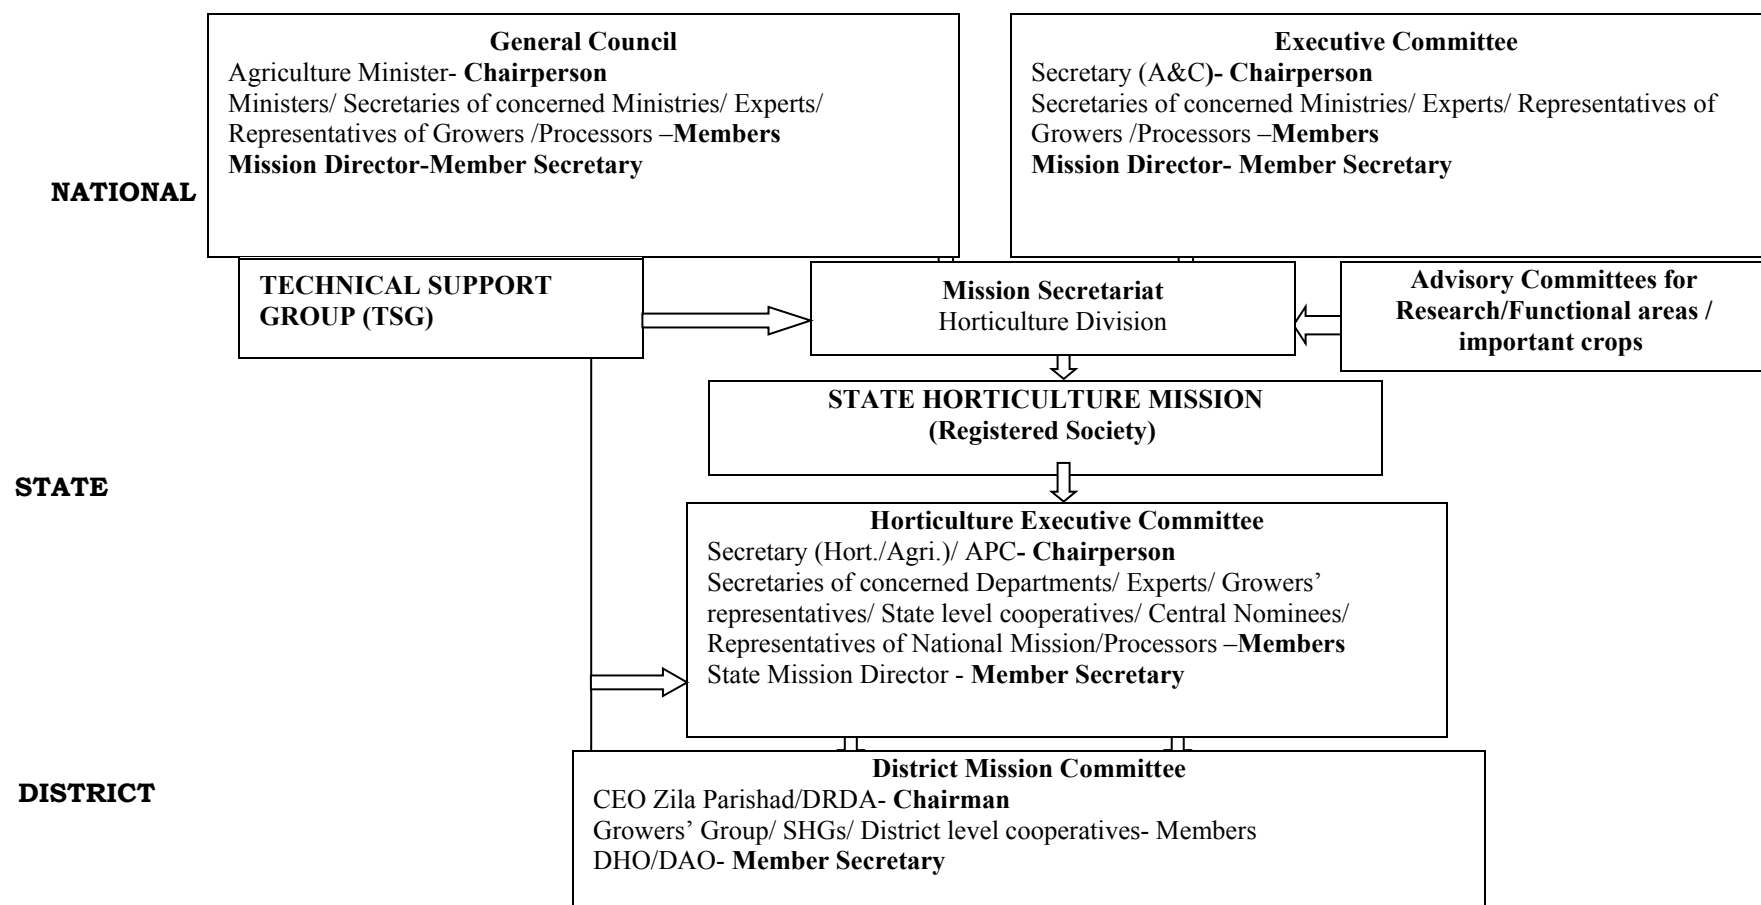 General Council
Agriculture Minister- Chairperson
Ministers/ Secretaries of concerned Ministries/ Experts/
Representatives of Growers /Processors –Members
Mission Director-Member Secretary
Executive Committee
Secretary (A&C)- Chairperson
Secretaries of concerned Ministries/ Experts/ Representatives of
Growers /Processors –Members
Mission Director- Member Secretary
NATIONAL
TECHNICAL SUPPORT
GROUP (TSG)
Mission Secretariat
Horticulture Division
Advisory Committees for
Research/Functional areas /
important crops
STATE HORTICULTURE MISSION
(Registered Society)
STATE
Horticulture Executive Committee
Secretary (Hort./Agri.)/ APC- Chairperson
Secretaries of concerned Departments/ Experts/ Growers’
representatives/ State level cooperatives/ Central Nominees/
Representatives of National Mission/Processors –Members
State Mission Director - Member Secretary
DISTRICT
District Mission Committee
CEO Zila Parishad/DRDA- Chairman
Growers’ Group/ SHGs/ District level cooperatives- Members
DHO/DAO- Member Secretary